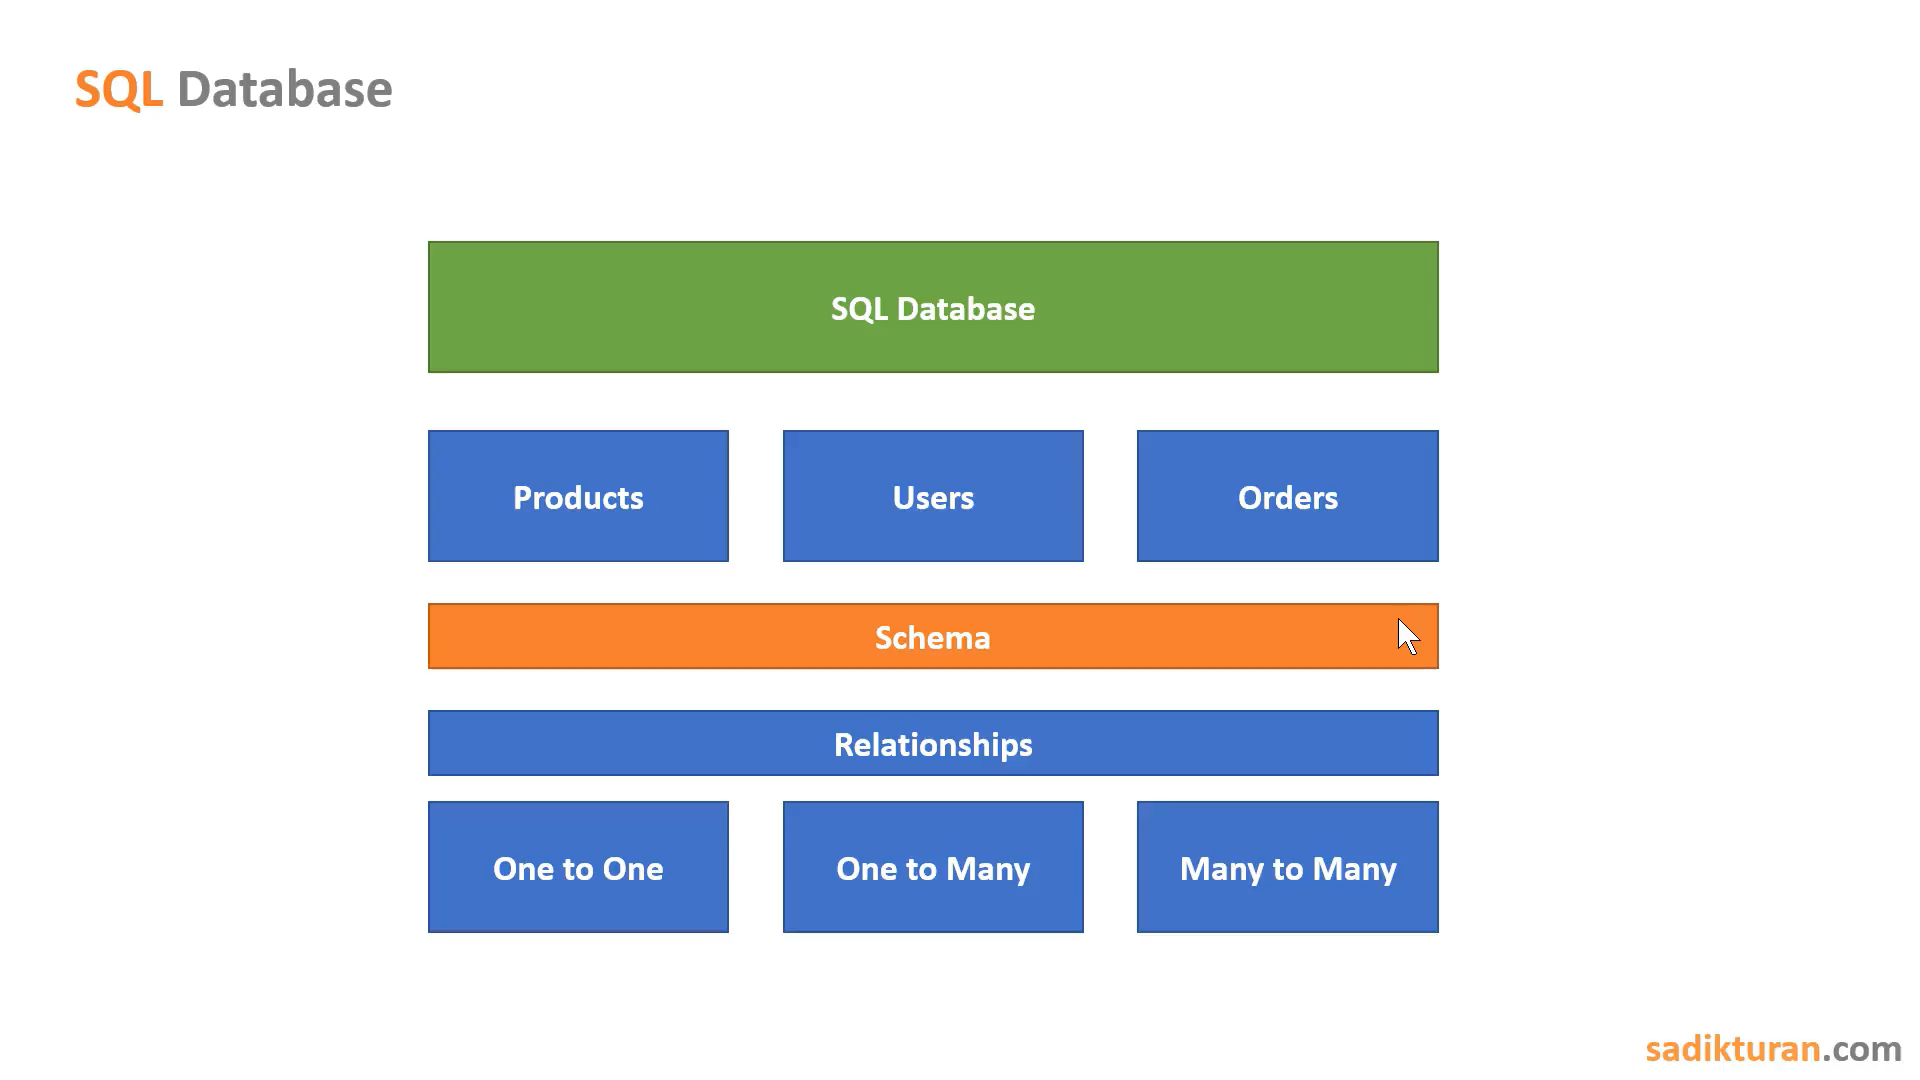 SQL Database
SQL Database
Products Users Orders
Schema
Relationships
One to One One to Many Many to Many
sadikturan.com